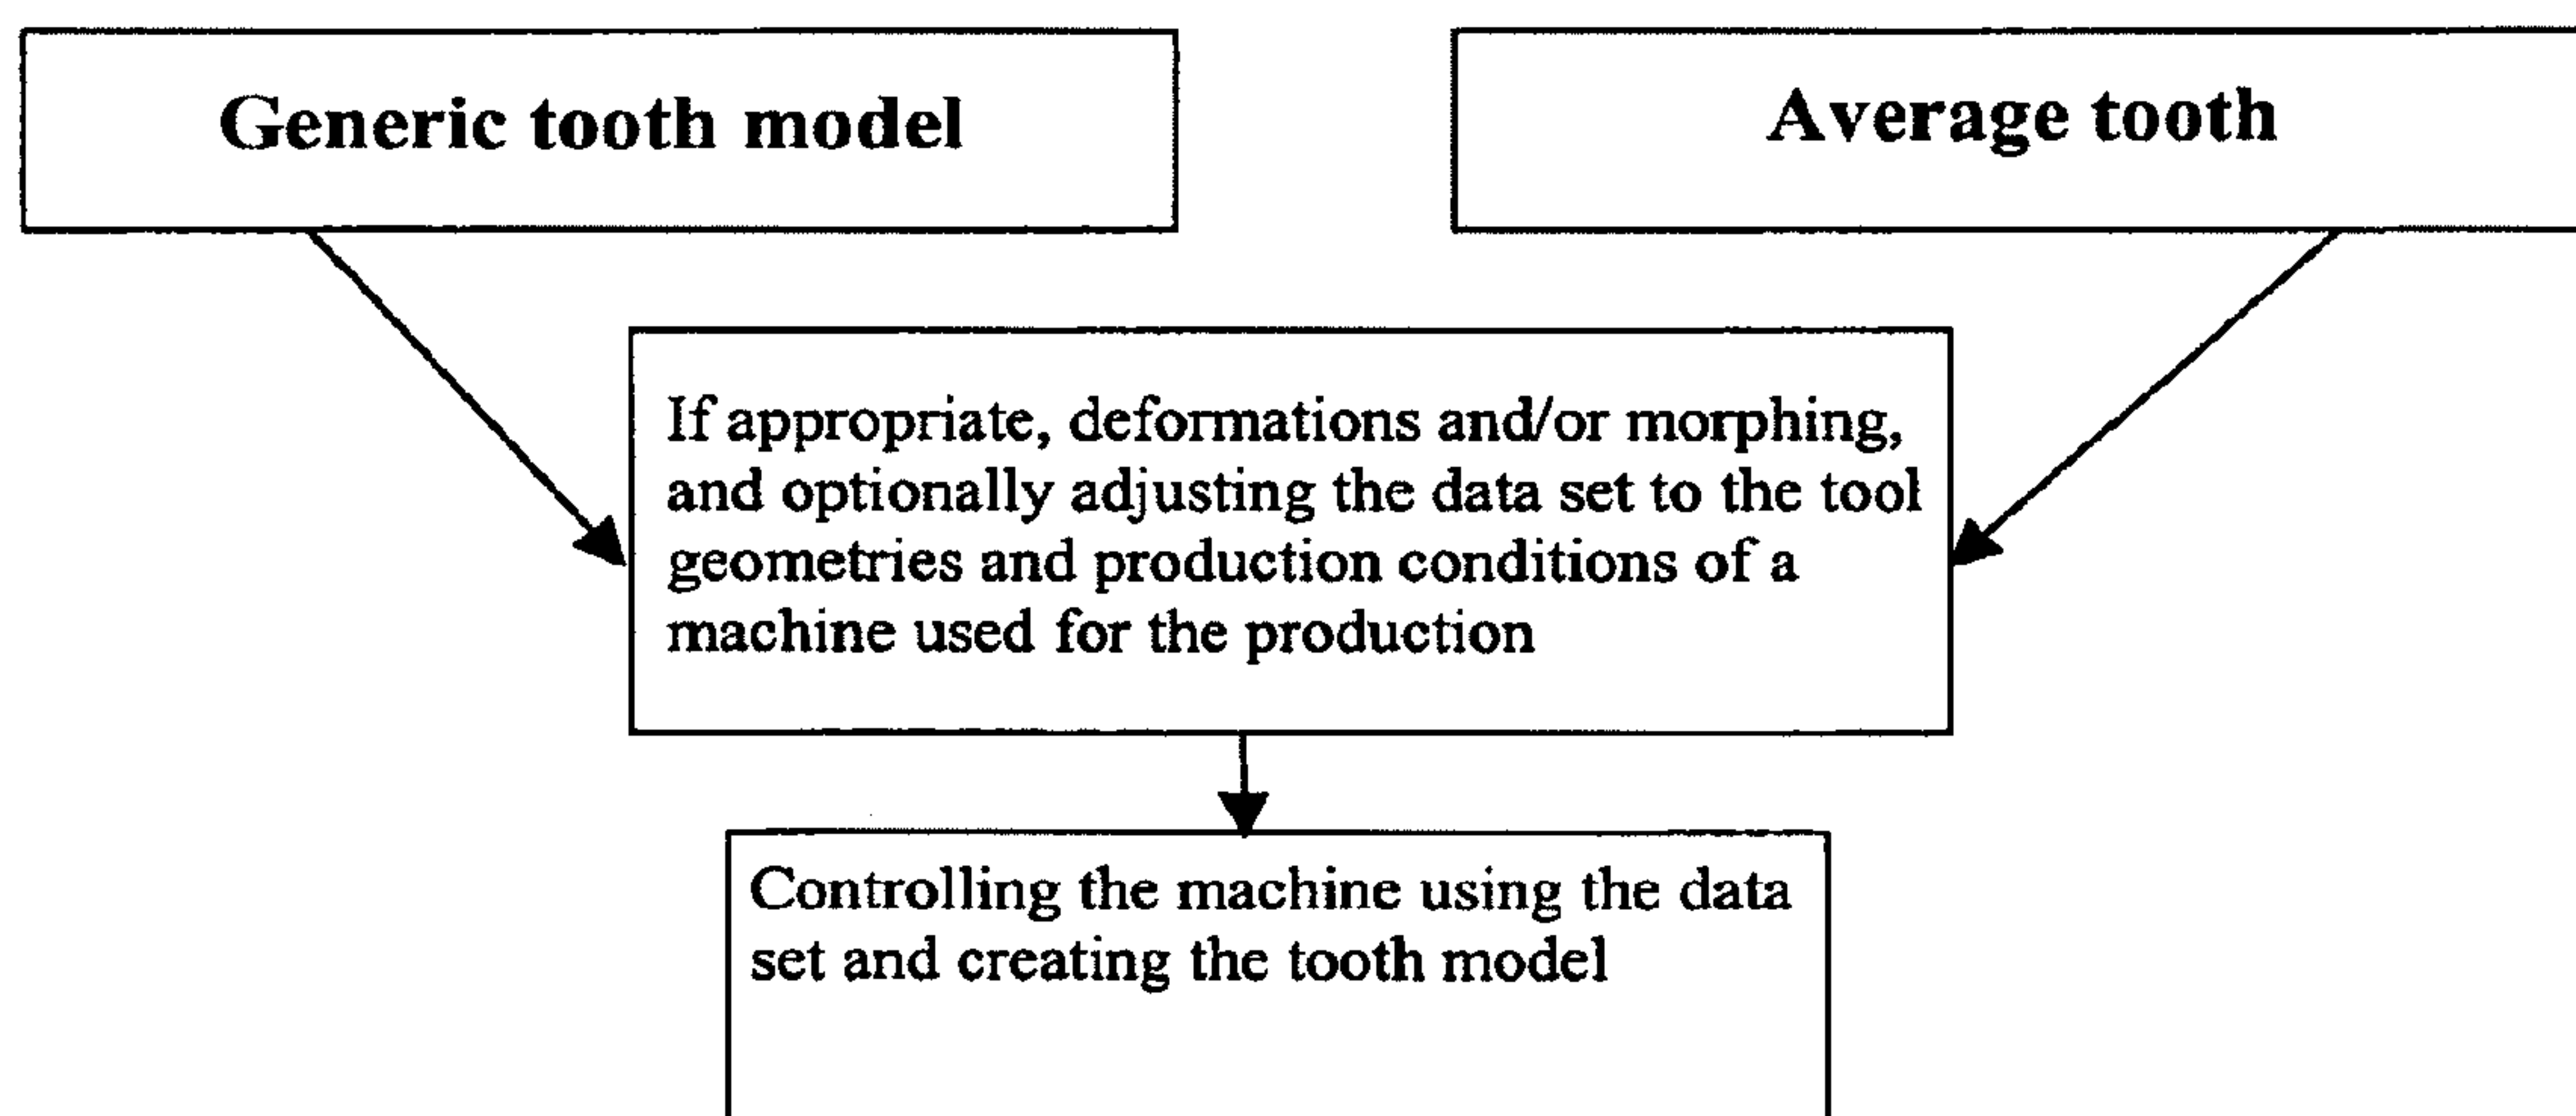 Generic tooth model
Average tooth
If appropriate, deformations and/or morphing,
and optionally adjusting the data set to the tool
geometries and production conditions of a
machine used for the production
Controlling the machine using the data
set and creating the tooth model